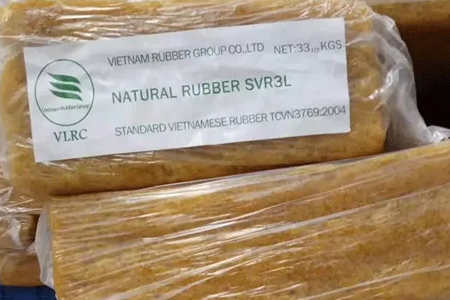 VIETNAM RUBBER GROUP CO.,LTD NET:33 KGS
NATURAL RUBBER SVR3L
Vietnam Rubber Group
VLRC
STANDARD VIETNAMESE RUBBER TCVN3769:2004